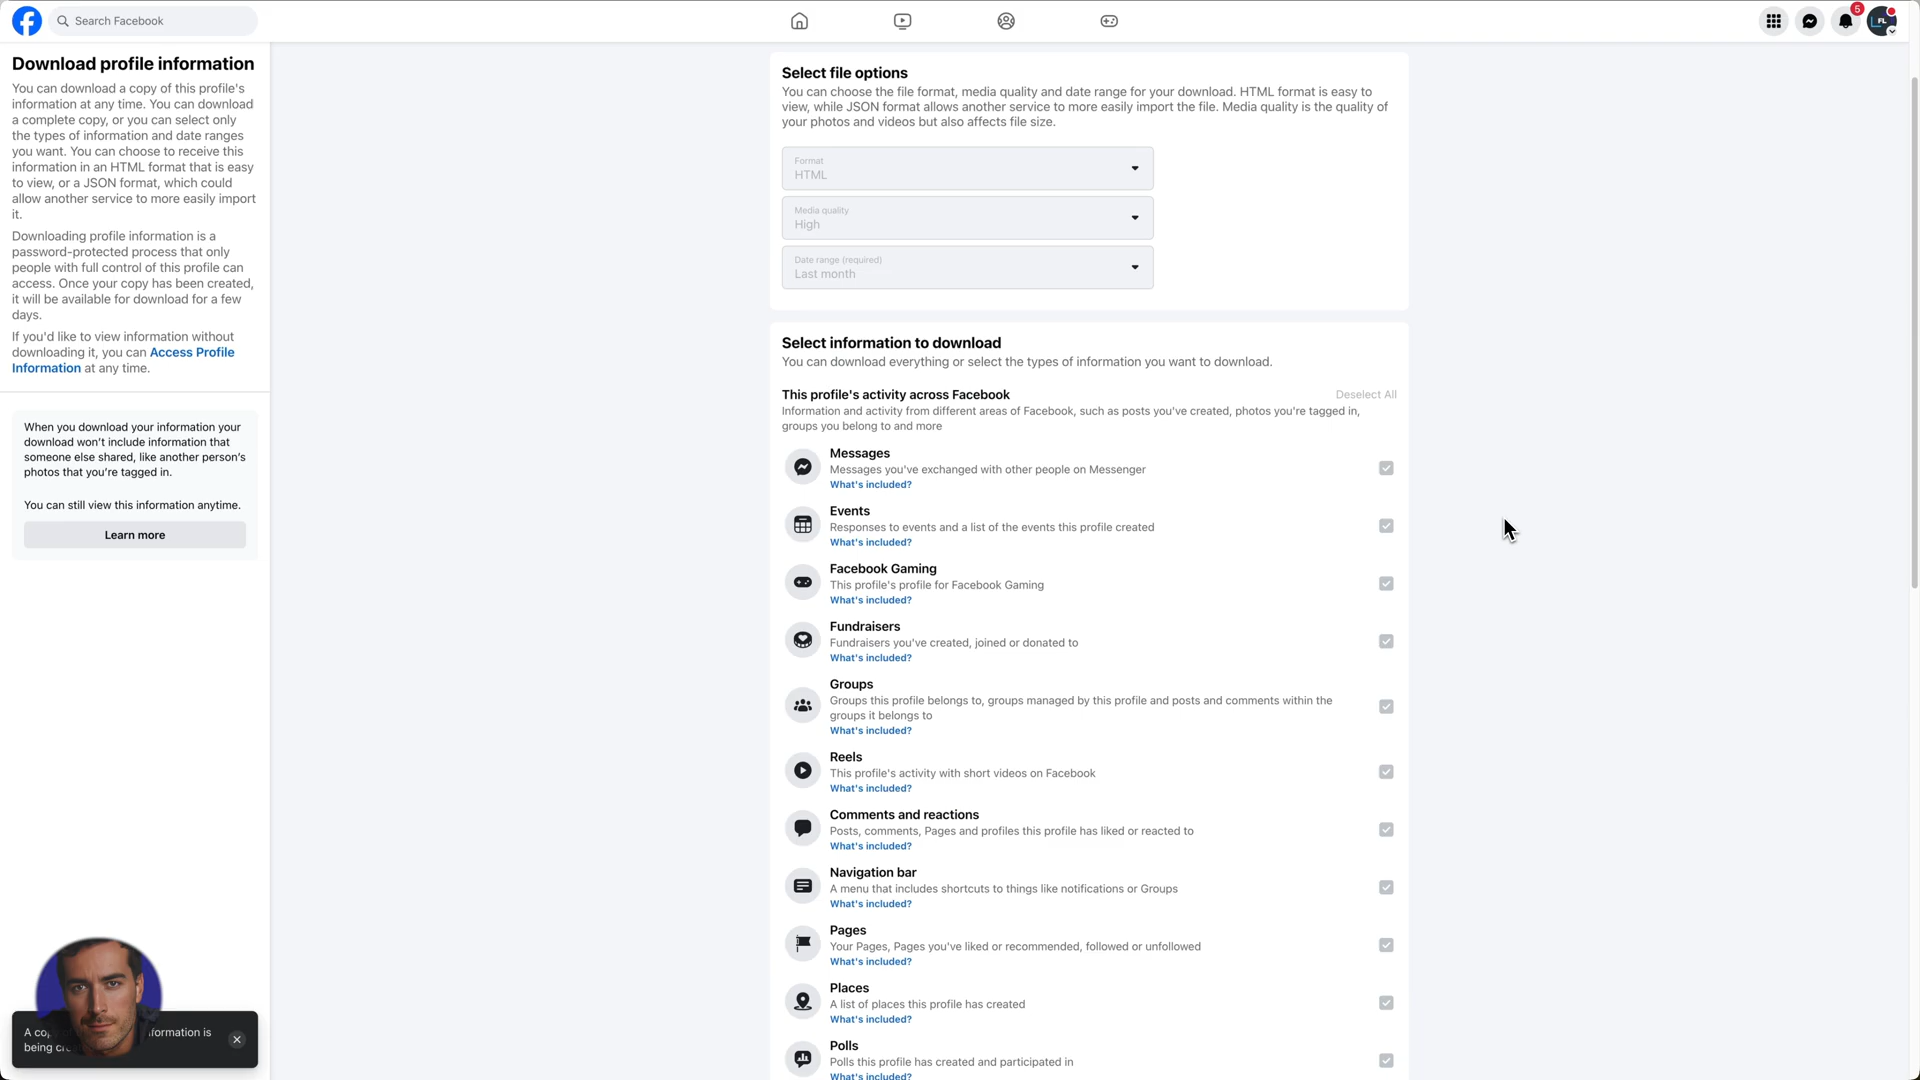 Search Facebook
5
FL
Download profile information
You can download a copy of this profile's
information at any time. You can download
a complete copy, or you can select only
the types of information and date ranges
you want. You can choose to receive this
information in an HTML format that is easy
to view, or a JSON format, which could
allow another service to more easily import
it.
Downloading profile information is a
password-protected process that only
people with full control of this profile can
access. Once your copy has been created,
it will be available for download for a few
days.
If you'd like to view information without
downloading it, you can Access Profile
Information at any time.
When you download your information your
download won't include information that
someone else shared, like another person's
photos that you're tagged in.
You can still view this information anytime.
Learn more
A
is
being
Select file options
You can choose the file format, media quality and date range for your download. HTML format is easy to
view, while JSON format allows another service to more easily import the file. Media quality is the quality of
your photos and videos but also affects file size.
Format
HTML
Media quality
High
Date range (required)
Last month
Select information to download
You can download everything or select the types of information you want to download.
This profile's activity across Facebook
Deselect All
Information and activity from different areas of Facebook, such as posts you've created, photos you're tagged in,
groups you belong to and more
Messages
Messages you've exchanged with other people on Messenger
What's included?
Events
Responses to events and a list of the events this profile created
What's included?
Facebook Gaming
This profile's profile for Facebook Gaming
What's included?
Fundraisers
Fundraisers you've created, joined or donated to
What's included?
Groups
Groups this profile belongs to, groups managed by this profile and posts and comments within the
groups it belongs to
What's included?
Reels
This profile's activity with short videos on Facebook
What's included?
Comments and reactions
Posts, comments, Pages and profiles this profile has liked or reacted to
What's included?
Navigation bar
A menu that includes shortcuts to things like notifications or Groups
What's included?
Pages
Your Pages, Pages you've liked or recommended, followed or unfollowed
What's included?
Places
A list of places this profile has created
What's included?
Polls
Polls this profile has created and participated in
What's included?